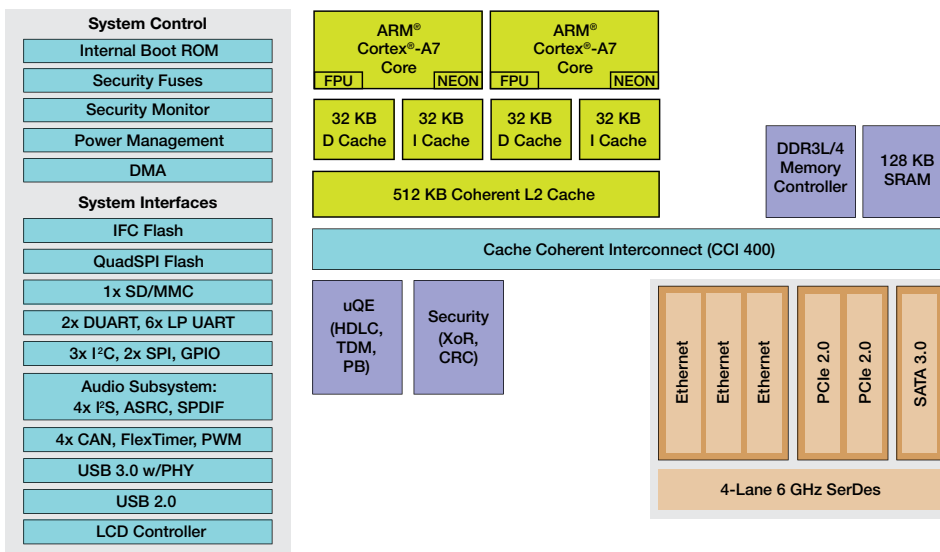 System Control
Internal Boot ROM
Security Fuses
Security Monitor
Power Management
DMA
System Interfaces
IFC Flash
QuadSPI Flash
1x SD/MMC
2x DUART, 6x LP UART
3x I²C, 2x SPI, GPIO
Audio Subsystem:
4x I²S, ASRC, SPDIF
4x CAN, FlexTimer, PWM
USB 3.0 w/PHY
USB 2.0
LCD Controller
ARM®
Cortex®-A7
Core
FPU
NEON
ARM®
Cortex®-A7
Core
FPU
NEON
32 KB
D Cache
32 KB
I Cache
32 KB
D Cache
32 KB
I Cache
512 KB Coherent L2 Cache
DDR3L/4
Memory
Controller
128 KB
SRAM
Cache Coherent Interconnect (CCI 400)
uQE
(HDLC,
TDM,
PB)
Security
(XoR,
CRC)
Ethernet
Ethernet
Ethernet
PCIe 2.0
PCIe 2.0
SATA 3.0
4-Lane 6 GHz SerDes